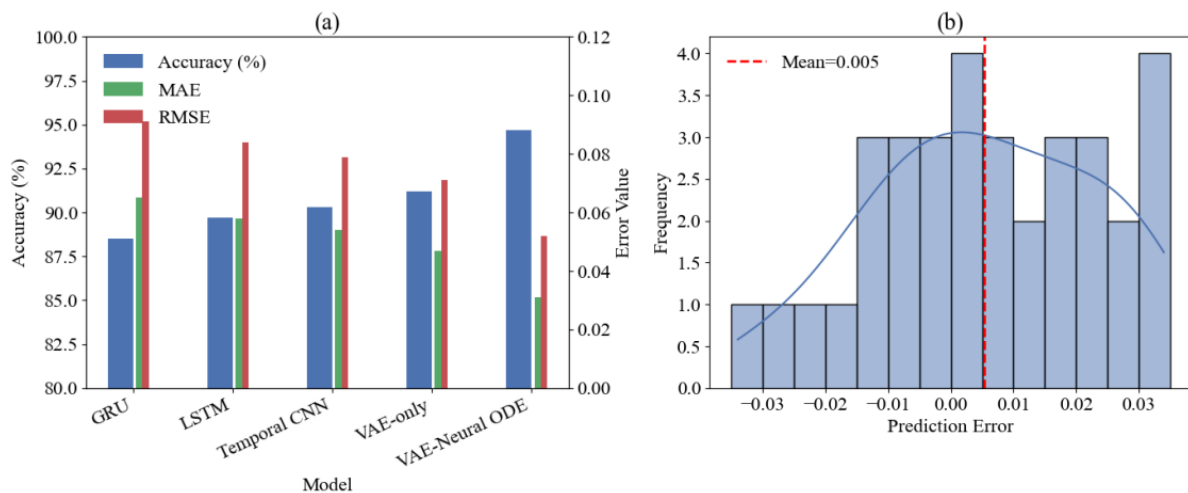 (a)
100.0
97.5
95.0
92.5
90.0
87.5
85.0
82.5
80.0
Accuracy (%)
Accuracy (%)
MAE
RMSE
0.12
0.10
0.08
0.06
0.04
0.02
0.00
Error Value
GRU
LSTM
Temporal CNN
VAE-only
VAE-Neural ODE
Model
(b)
4.0
3.5
3.0
2.5
2.0
1.5
1.0
0.5
0.0
Frequency
Mean=0.005
−0.03 −0.02 −0.01 0.00 0.01 0.02 0.03
Prediction Error